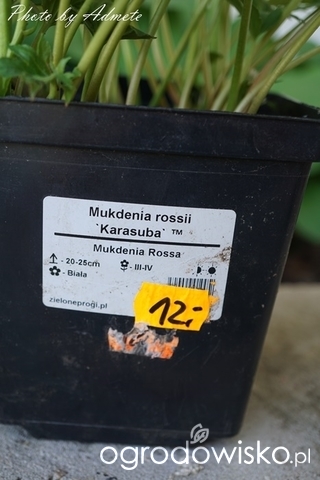 Photo by Admete
Mukdenia rossii
`Karasuba` ™
Mukdenia Rossa
- 20-25cm - III-IV
- Biała
zieloneprogi.pl
12,-
ogrodowisko.pl